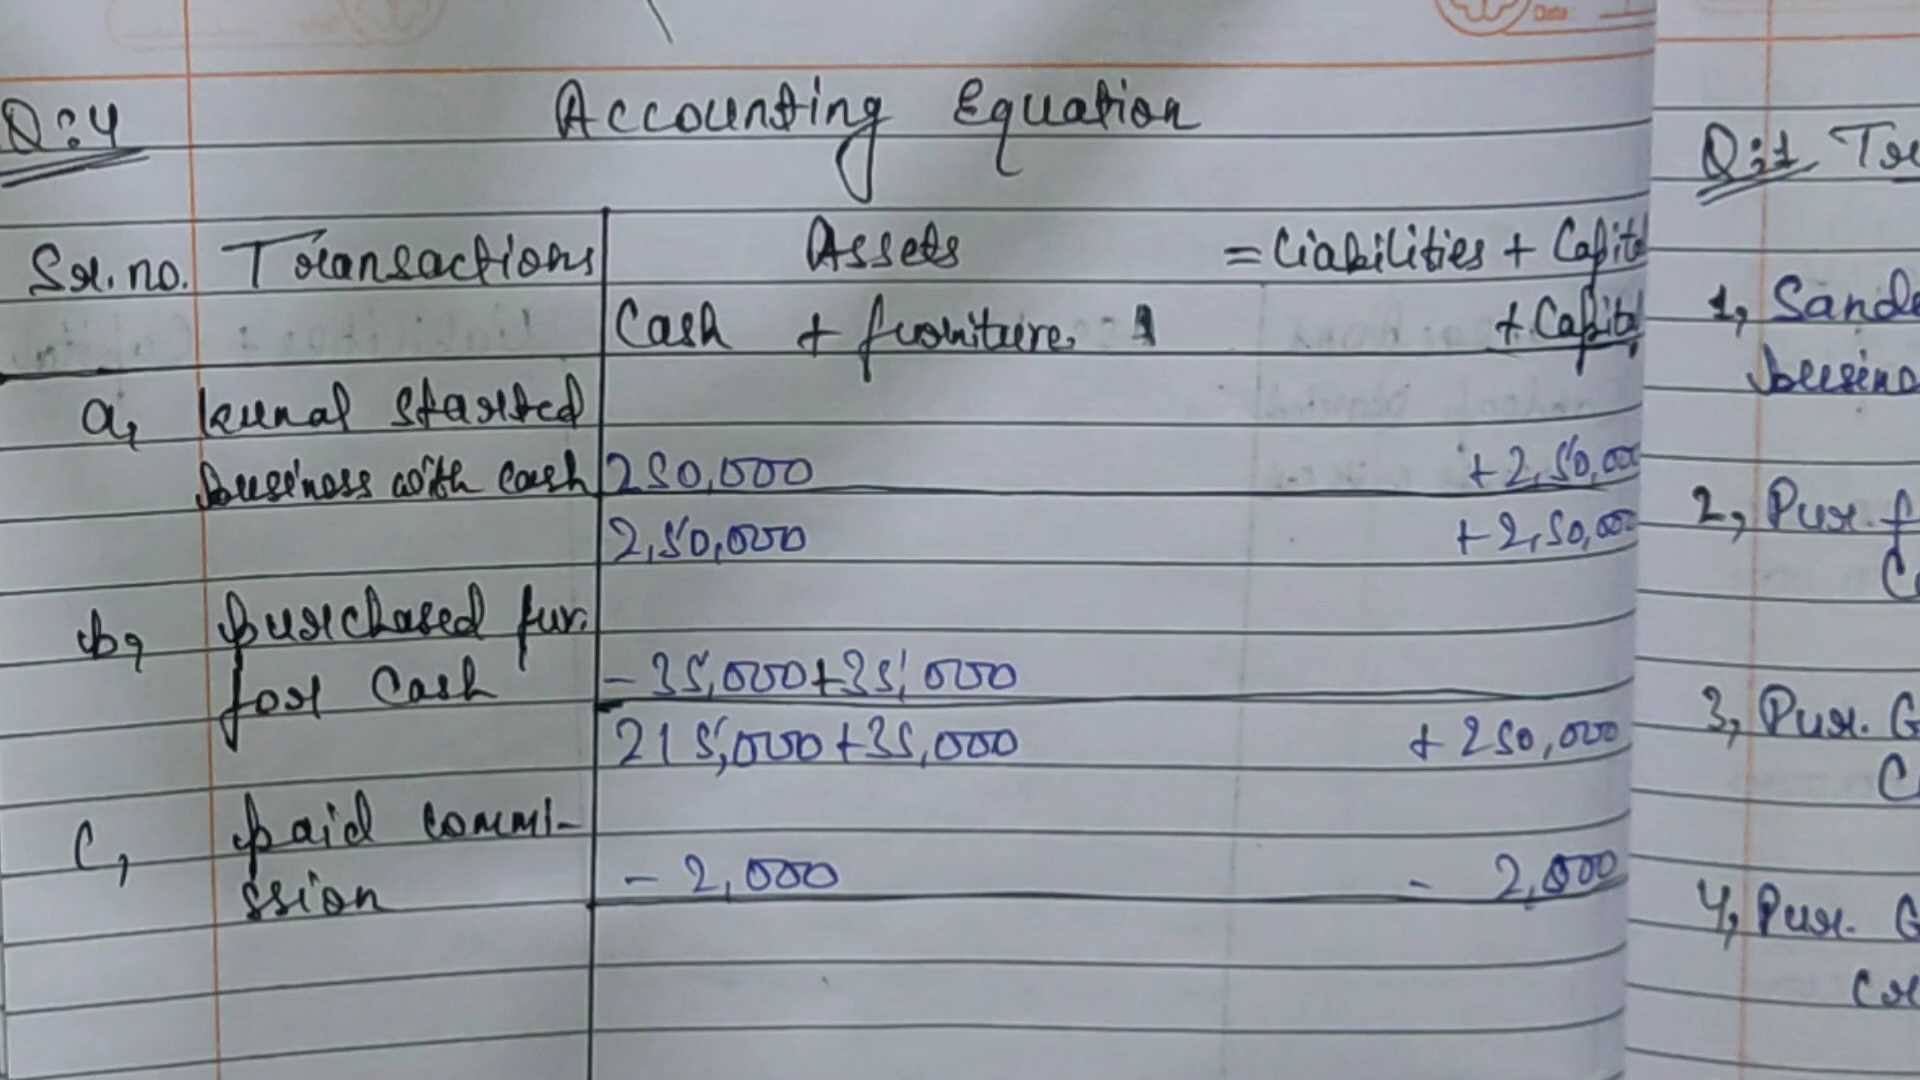 Date
Q:4 Accounting Equation
Sr.no. Transactions Assets = Liabilities + Capital
Cash + furniture + Capital
a, kunal started
business with cash 250,000 +2,50,000
2,50,000 +2,50,000
b, purchased fur.
for Cash - 35,000+35,000
215,000+35,000 + 250,000
C, paid commi-
ssion - 2,000 - 2,000
Q:1
1,
2, Pur.
3, Pur. G
4, Pur. G